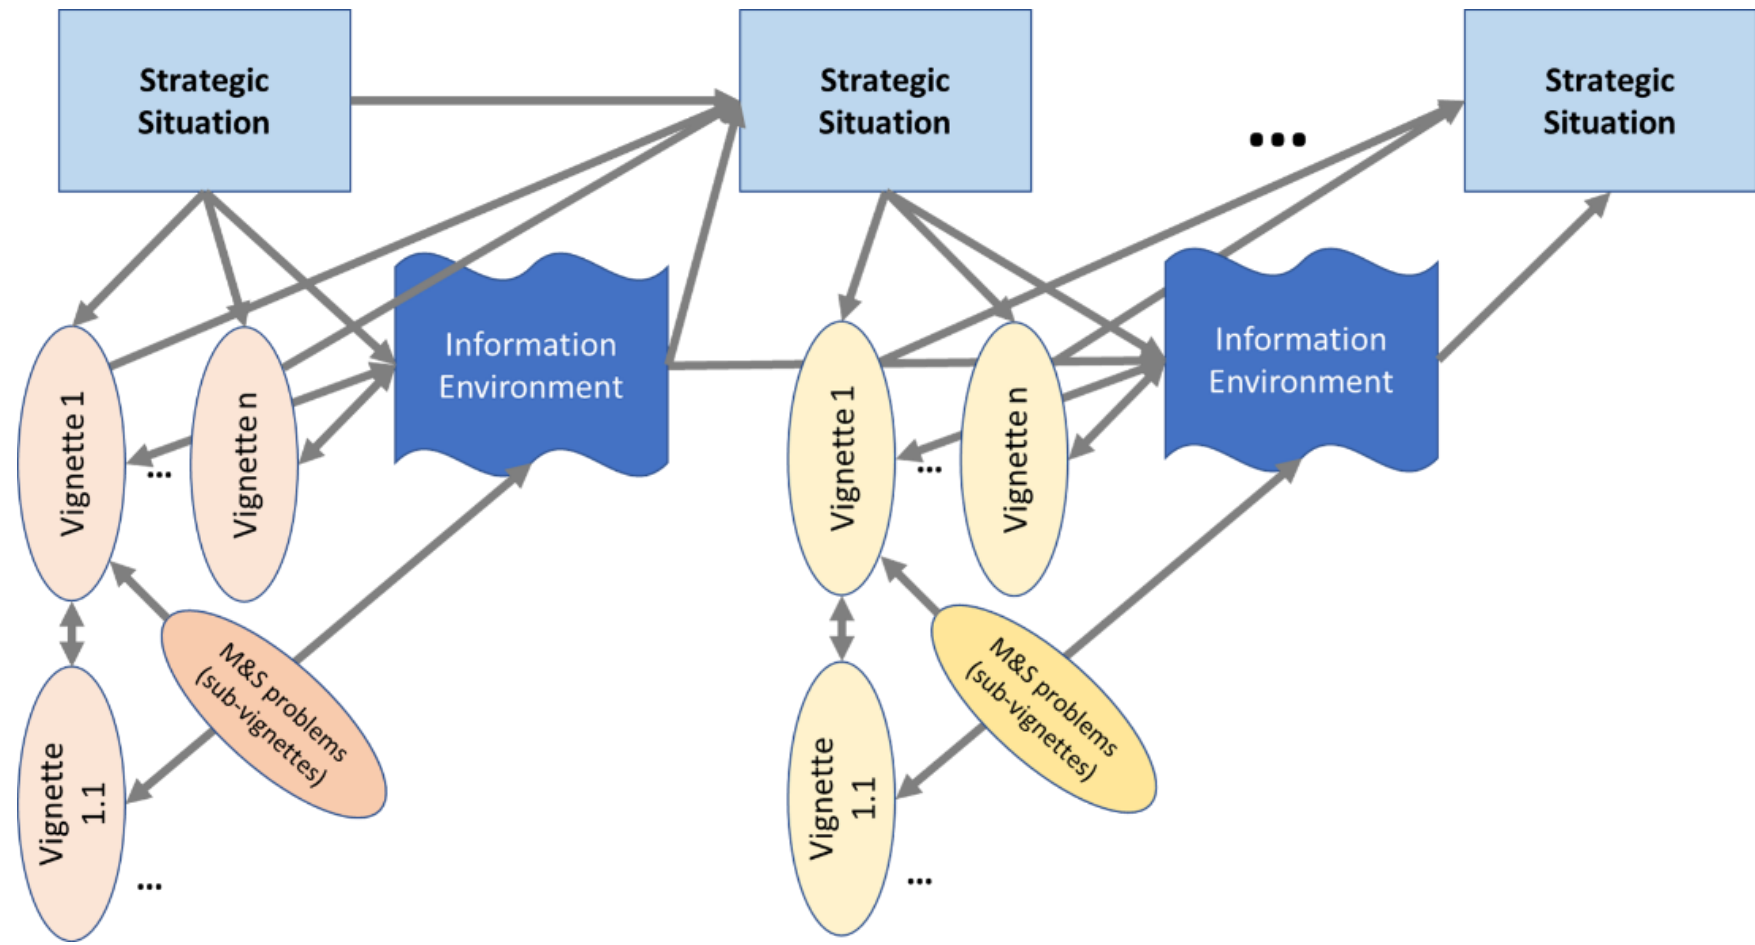 Strategic
Situation
Strategic
Situation
...
Strategic
Situation
Vignette 1
...
Vignette n
Information
Environment
M&S problems
(sub-vignettes)
Vignette
1.1
...
Vignette 1
...
Vignette n
Information
Environment
M&S problems
(sub-vignettes)
Vignette
1.1
...